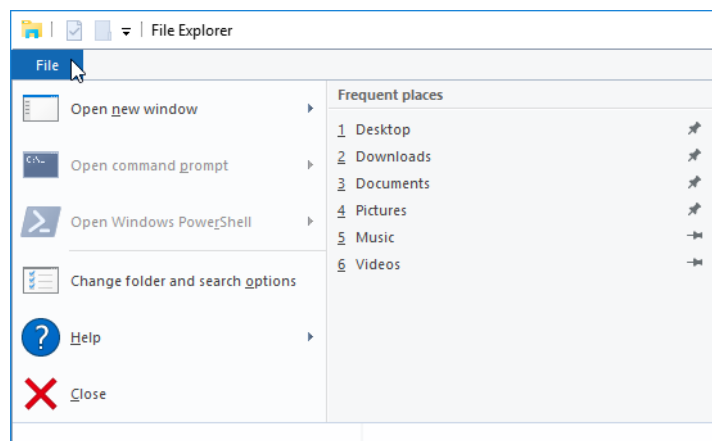 File Explorer
File
Open new window
Open command prompt
Open Windows PowerShell
Change folder and search options
Help
Close
Frequent places
1 Desktop
2 Downloads
3 Documents
4 Pictures
5 Music
6 Videos